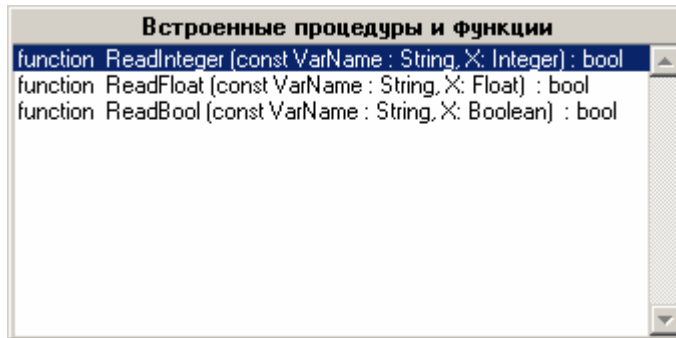 Встроенные процедуры и функции
function ReadInteger (const VarName : String, X: Integer) : bool
function ReadFloat (const VarName : String, X: Float) : bool
function ReadBool (const VarName : String, X: Boolean) : bool